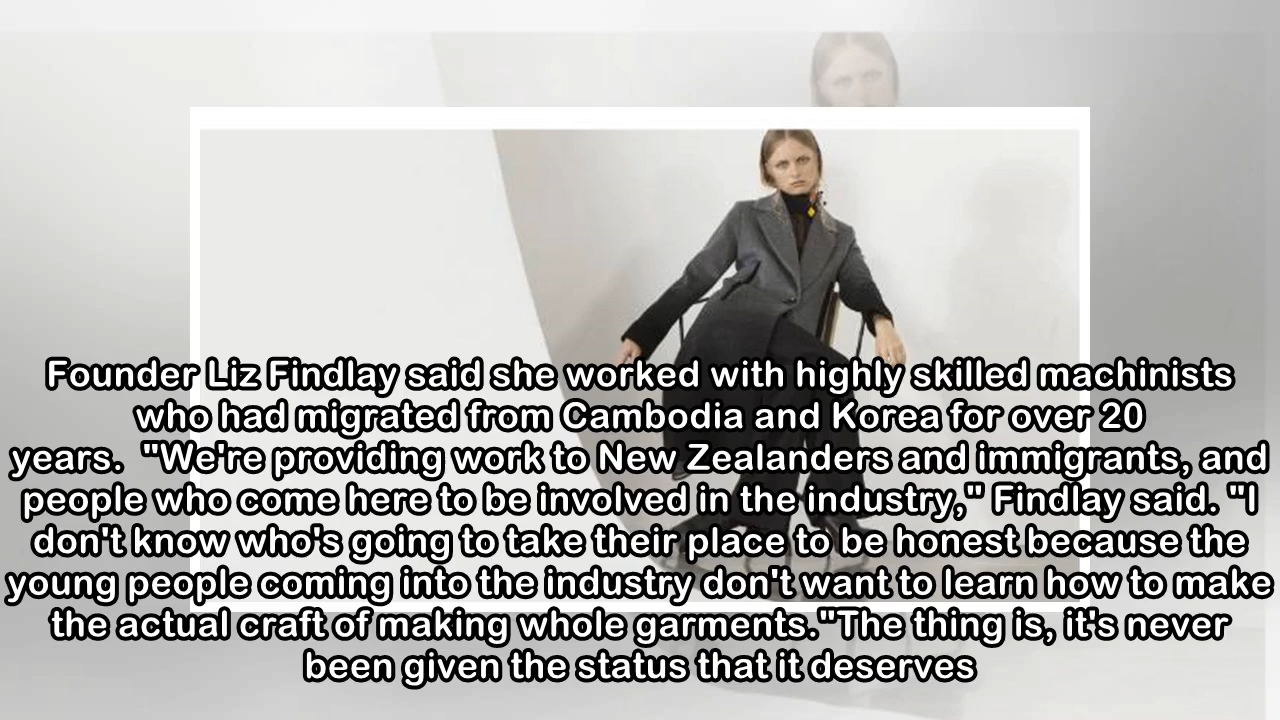 Founder Liz Findlay said she worked with highly skilled machinists
who had migrated from Cambodia and Korea for over 20
years.  "We're providing work to New Zealanders and immigrants, and
people who come here to be involved in the industry," Findlay said. "I
don't know who's going to take their place to be honest because the
young people coming into the industry don't want to learn how to make
the actual craft of making whole garments."The thing is, it's never
been given the status that it deserves